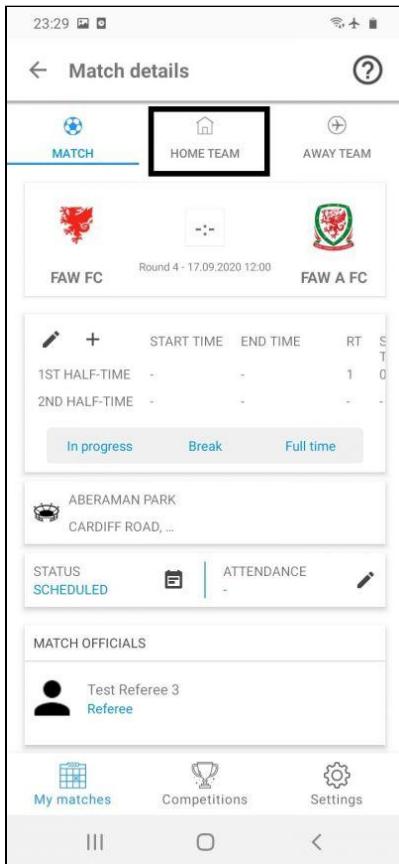 23:29
Match details
MATCH HOME TEAM AWAY TEAM
-:-
Round 4 - 17.09.2020 12:00
FAW FC FAW A FC
START TIME END TIME RT S
T
1ST HALF-TIME - - 1 0
2ND HALF-TIME - - - -
In progress Break Full time
ABERAMAN PARK
CARDIFF ROAD, ...
STATUS ATTENDANCE
SCHEDULED -
MATCH OFFICIALS
Test Referee 3
Referee
My matches Competitions Settings